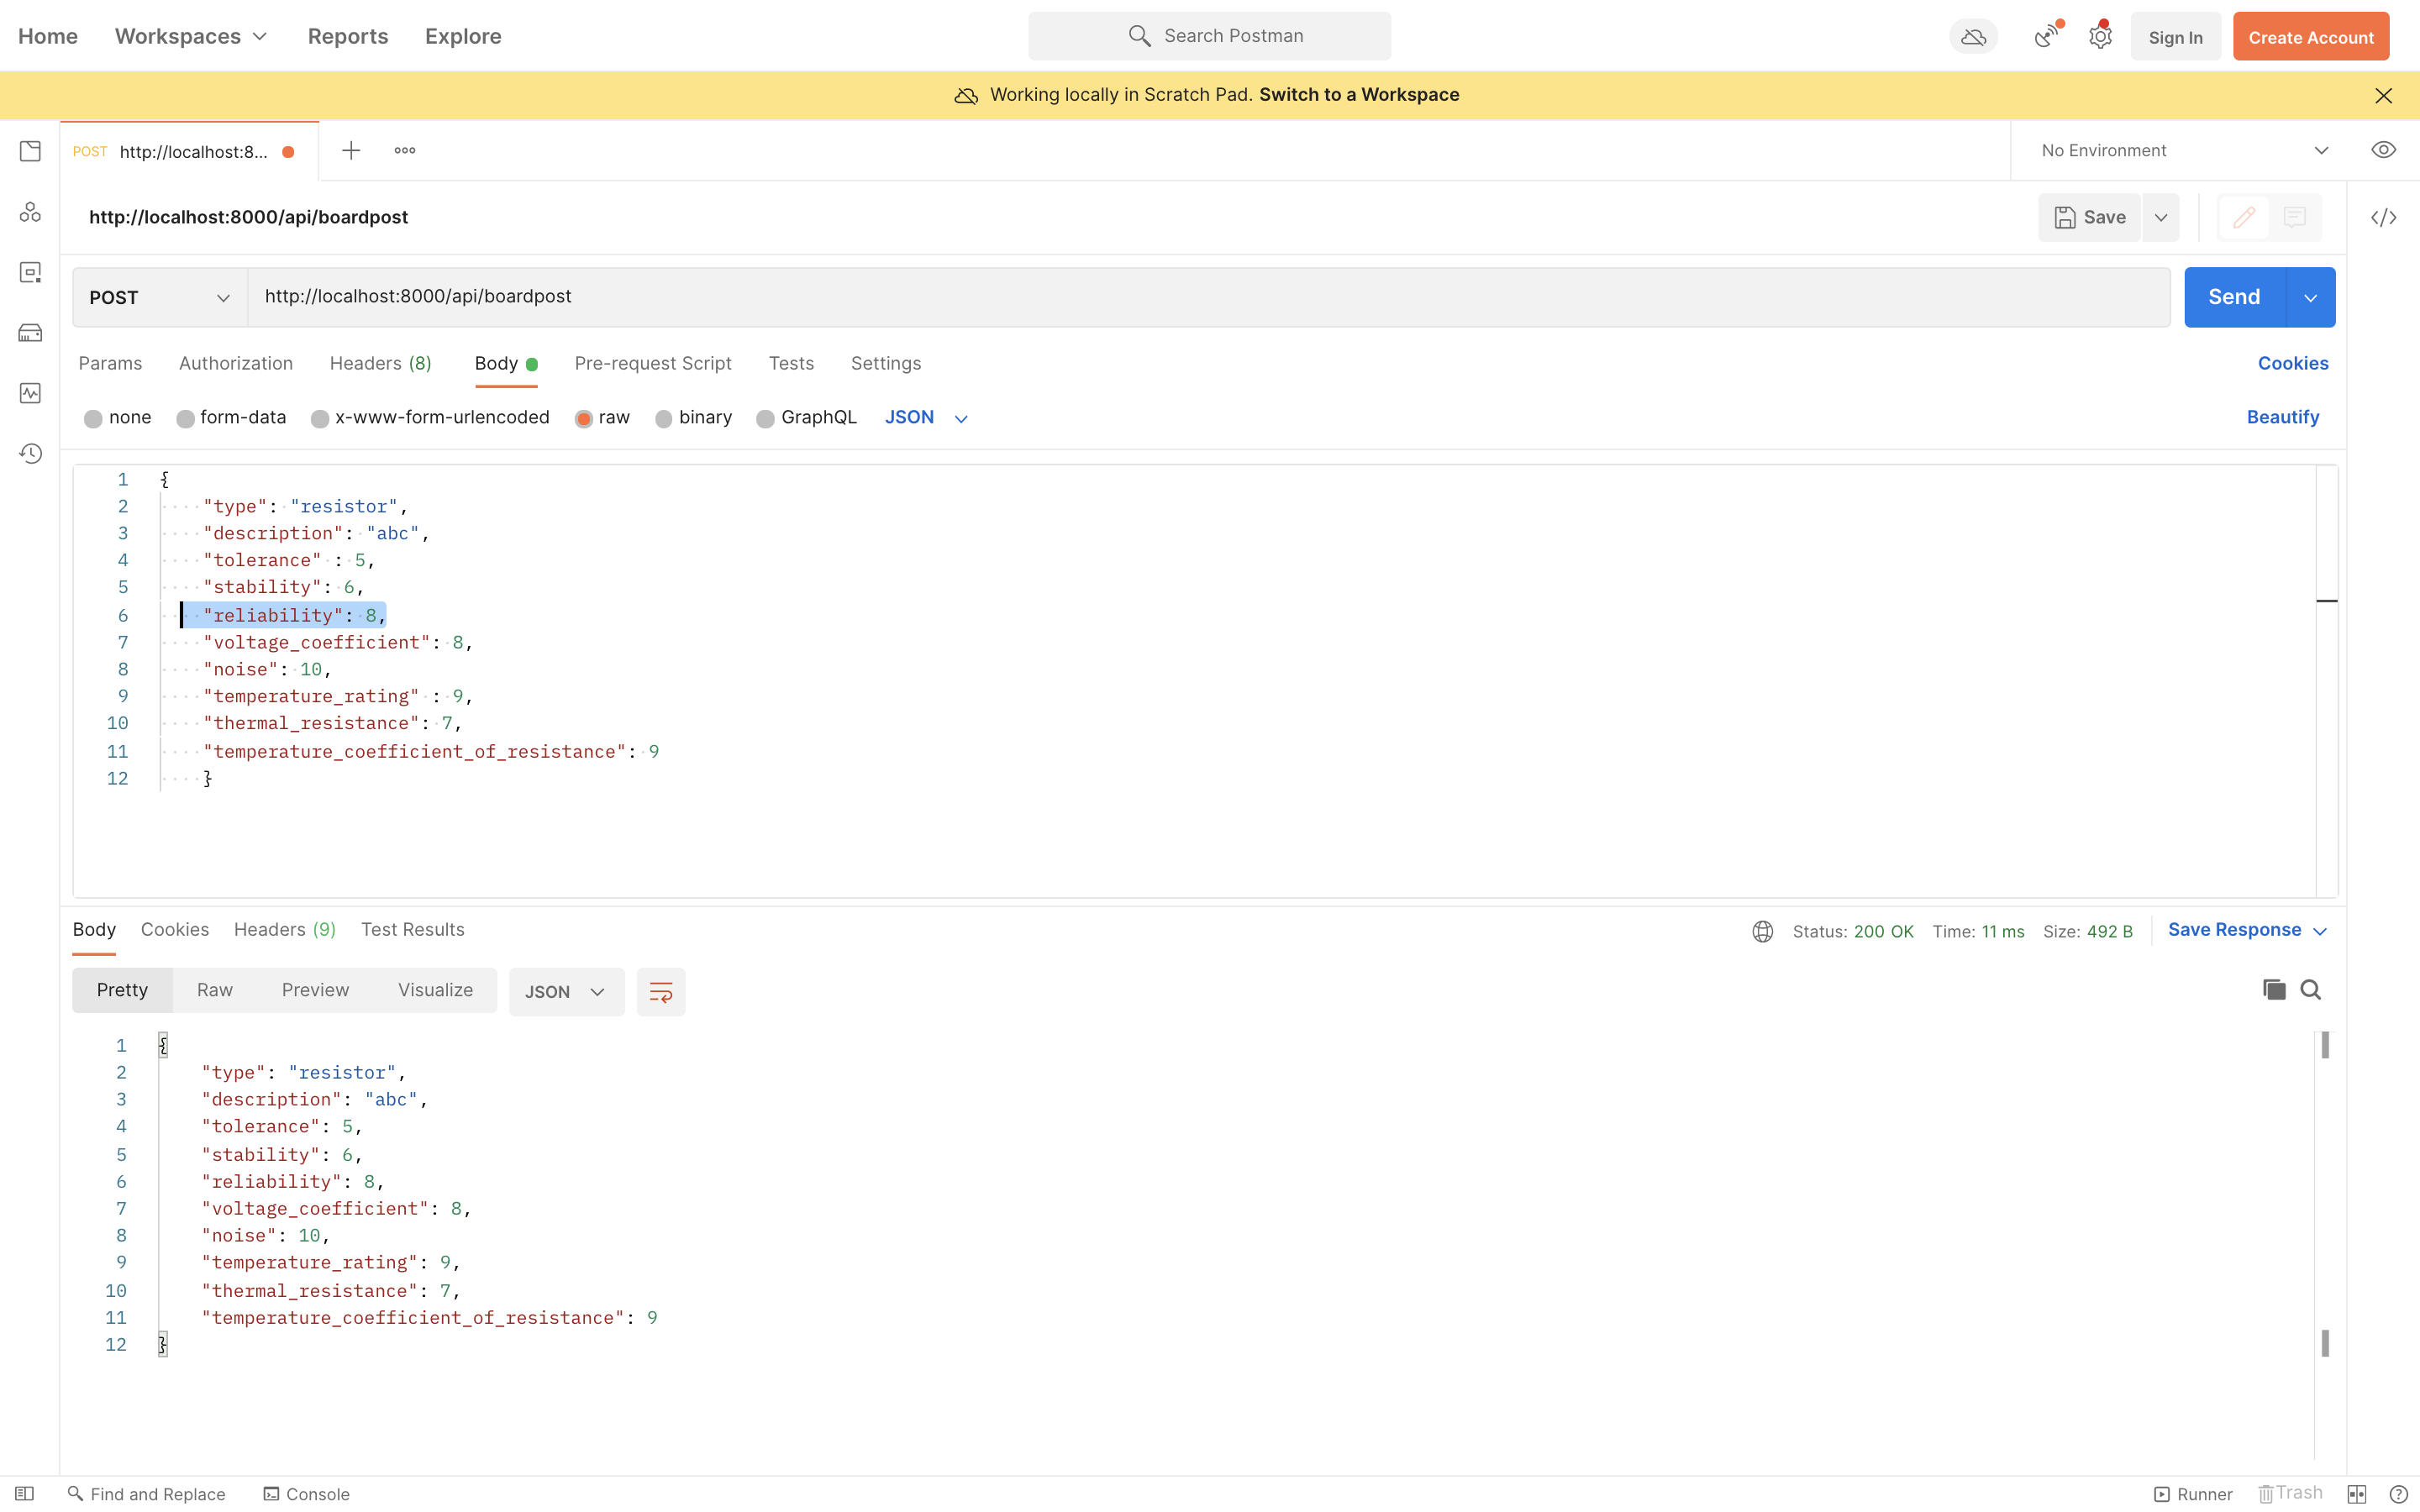 Home Workspaces Reports Explore Search Postman Sign In Create Account
Working locally in Scratch Pad. Switch to a Workspace
POST http://localhost:8... No Environment
http://localhost:8000/api/boardpost Save
POST http://localhost:8000/api/boardpost Send
Params Authorization Headers (8) Body Pre-request Script Tests Settings Cookies
none form-data x-www-form-urlencoded raw binary GraphQL JSON Beautify
1 {
2 "type": "resistor",
3 "description": "abc",
4 "tolerance" : 5,
5 "stability": 6,
6 "reliability": 8,
7 "voltage_coefficient": 8,
8 "noise": 10,
9 "temperature_rating" : 9,
10 "thermal_resistance": 7,
11 "temperature_coefficient_of_resistance": 9
12 }
Body Cookies Headers (9) Test Results Status: 200 OK Time: 11 ms Size: 492 B Save Response
Pretty Raw Preview Visualize JSON
1 {
2 "type": "resistor",
3 "description": "abc",
4 "tolerance": 5,
5 "stability": 6,
6 "reliability": 8,
7 "voltage_coefficient": 8,
8 "noise": 10,
9 "temperature_rating": 9,
10 "thermal_resistance": 7,
11 "temperature_coefficient_of_resistance": 9
12 }
Find and Replace Console Runner Trash